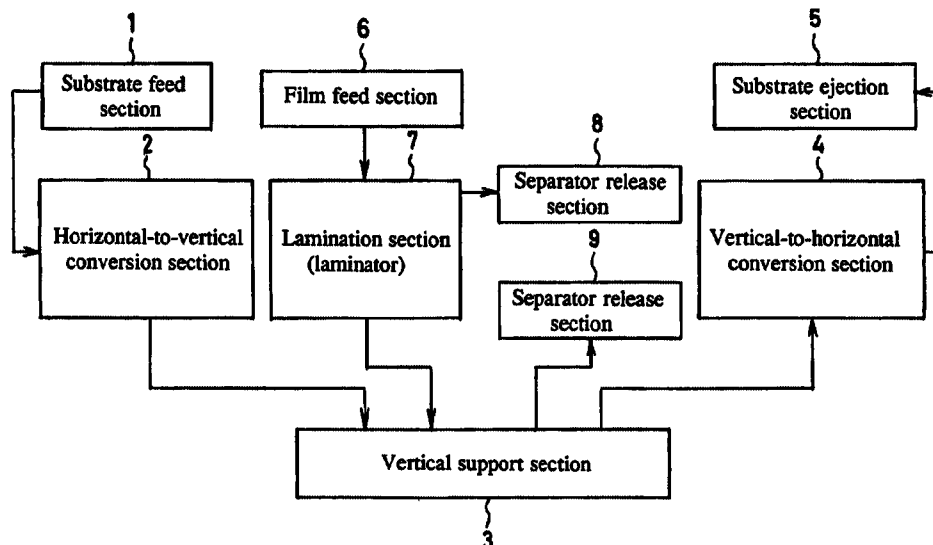 1
Substrate feed
section
6
Film feed section
5
Substrate ejection
section
2
Horizontal-to-vertical
conversion section
7
Lamination section
(laminator)
8
Separator release
section
9
Separator release
section
4
Vertical-to-horizontal
conversion section
Vertical support section
3